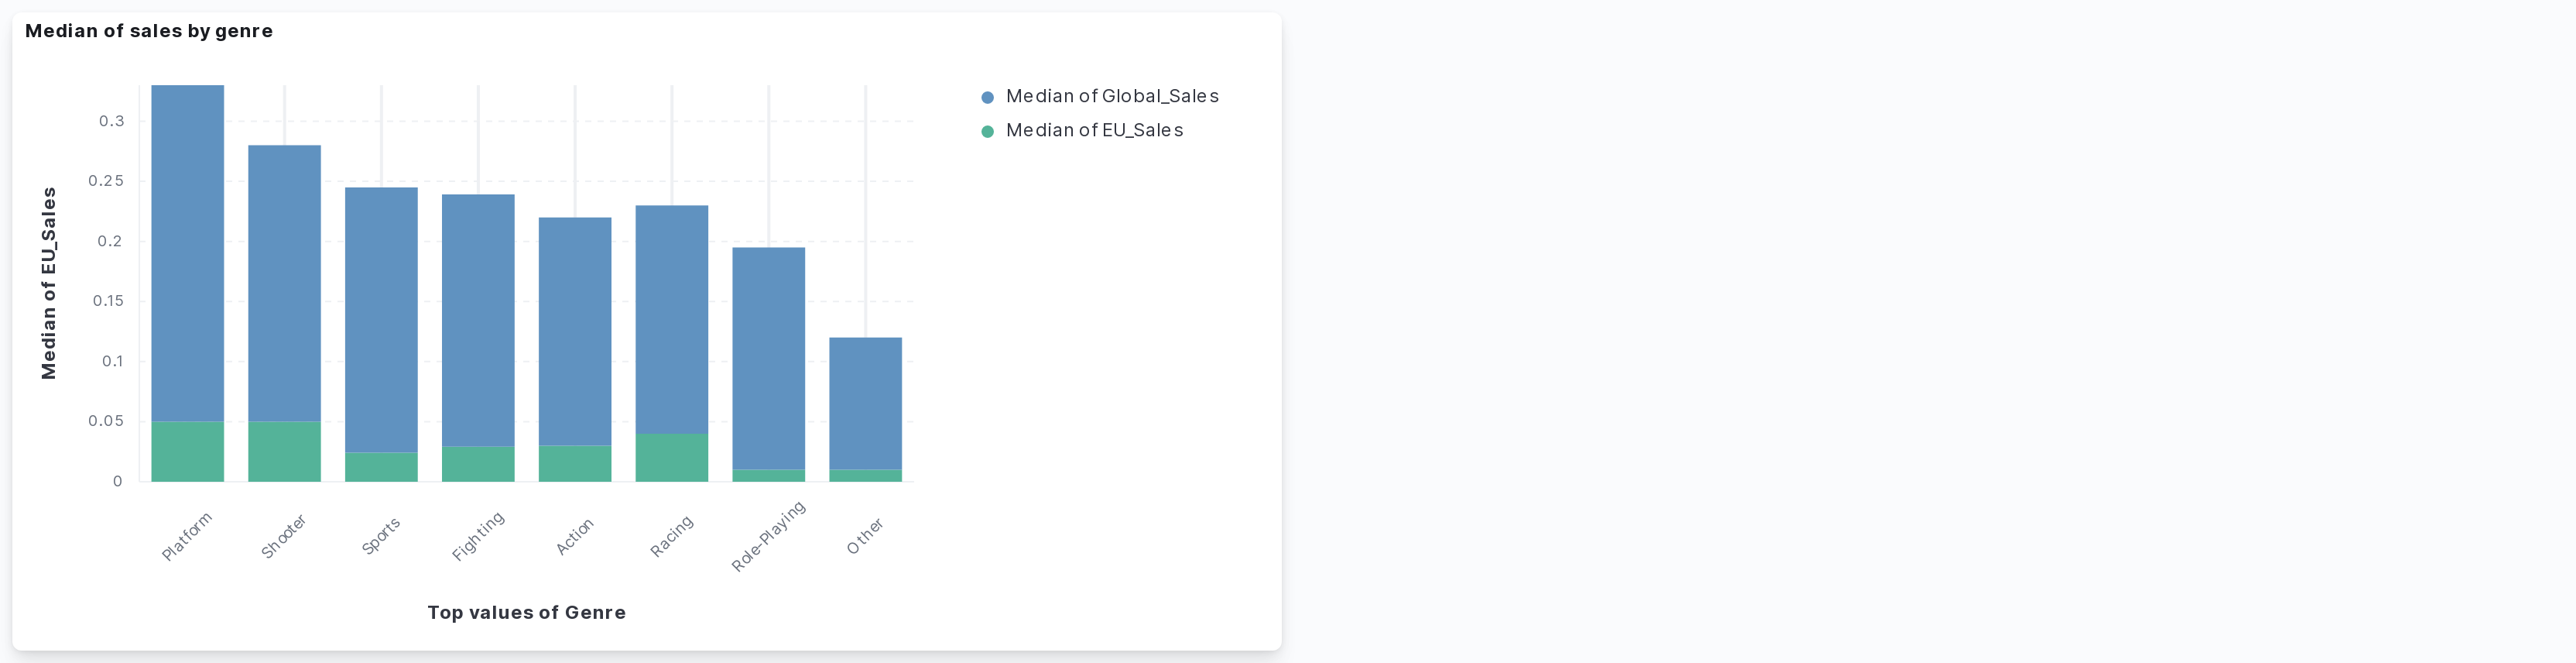 Median of sales by genre
Median of Global_Sales
Median of EU_Sales
Median of EU_Sales
0.3
0.25
0.2
0.15
0.1
0.05
0
Platform
Shooter
Sports
Fighting
Action
Racing
Role-Playing
Other
Top values of Genre